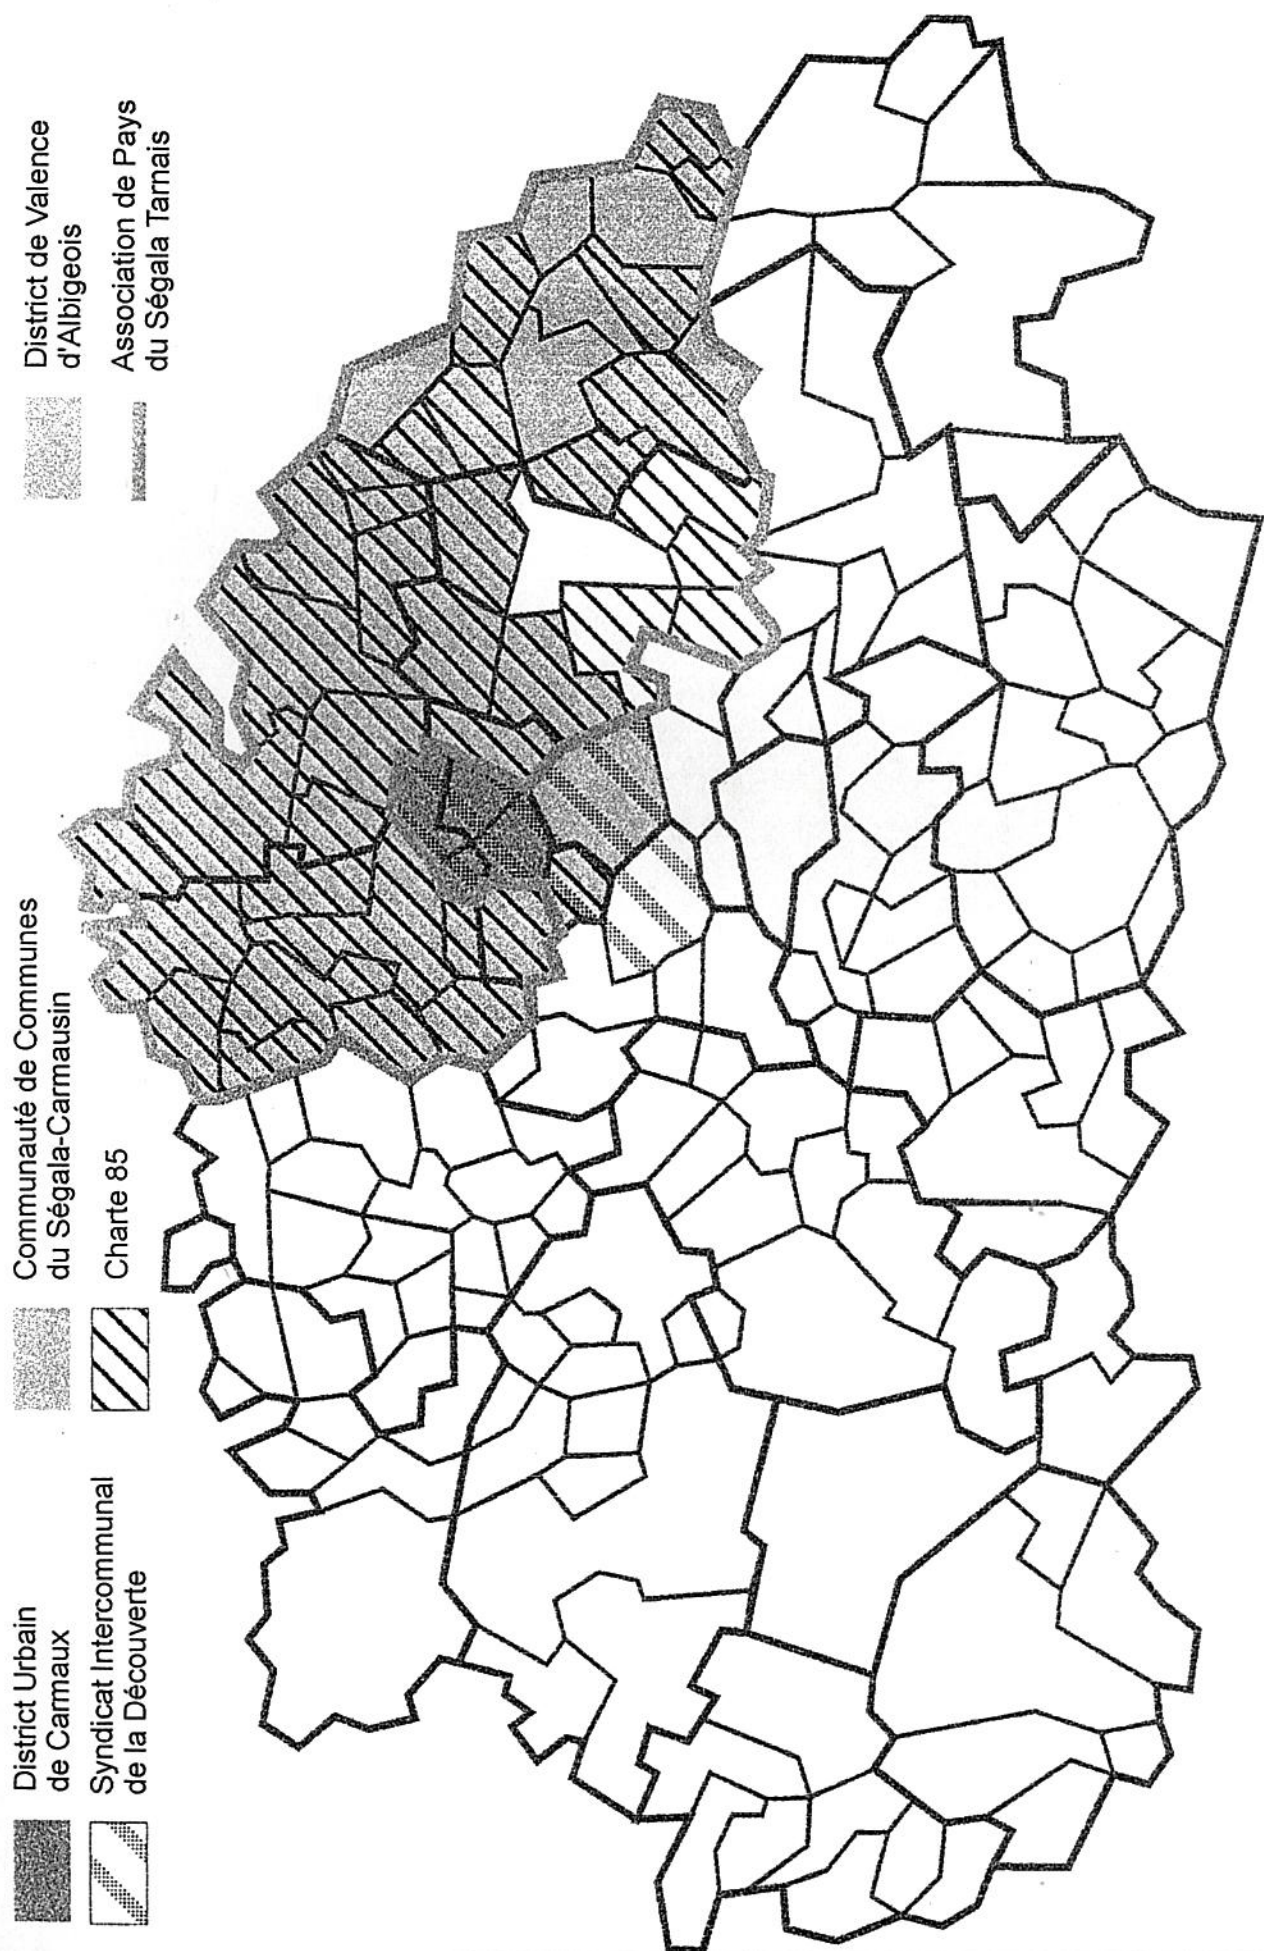 District Urbain
de Carmaux
Syndicat Intercommunal
de la Découverte
Communauté de Communes
du Ségala-Carmausin
Charte 85
District de Valence
d'Albigeois
Association de Pays
du Ségala Tarnais